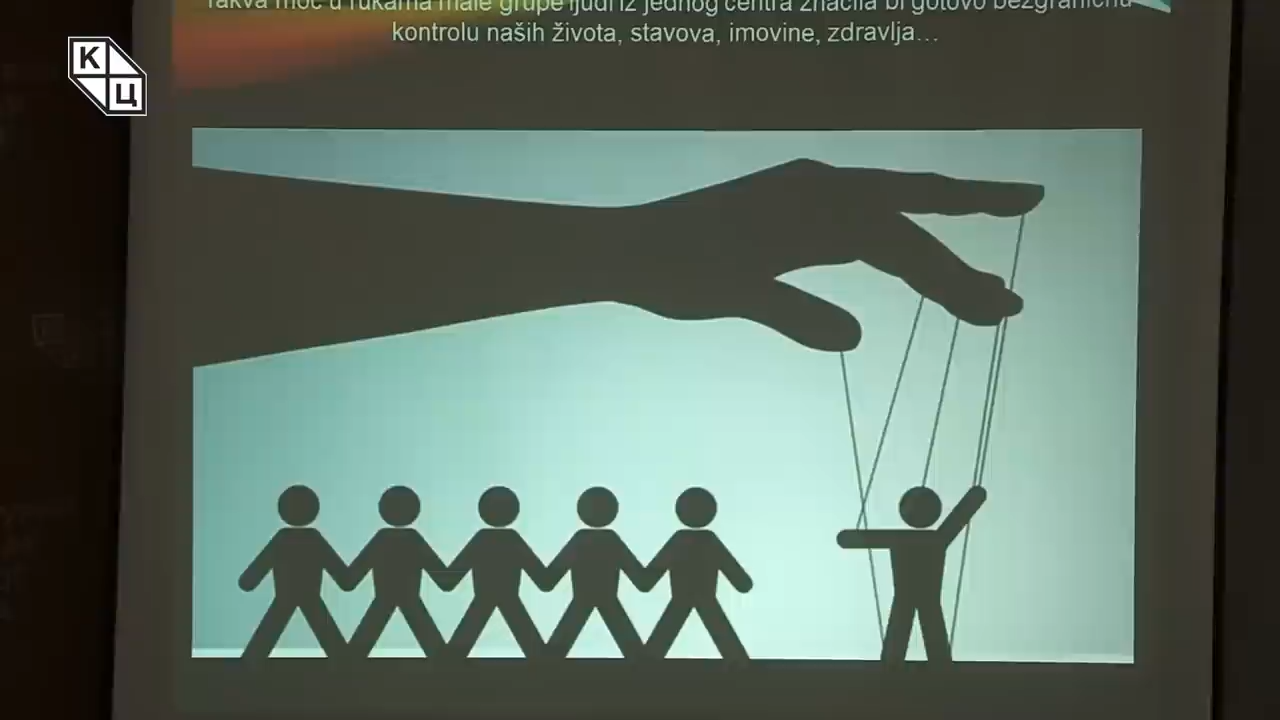 Takva moć u rukama male grupe ljudi iz jednog centra značila bi gotovo bezgraničnu
kontrolu naših života, stavova, imovine, zdravlja…
К
Ц